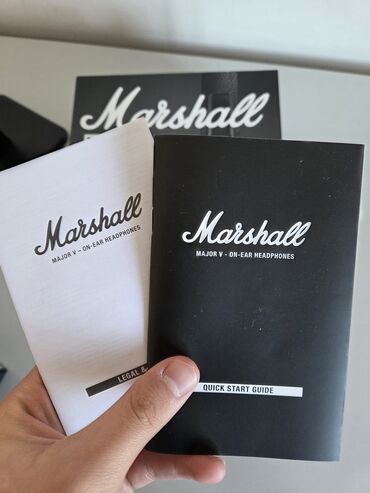 Marshall
Marshall
MAJOR V – ON-EAR HEADPHONES
LEGAL &
Marshall
MAJOR V - ON-EAR HEADPHONES
QUICK START GUIDE